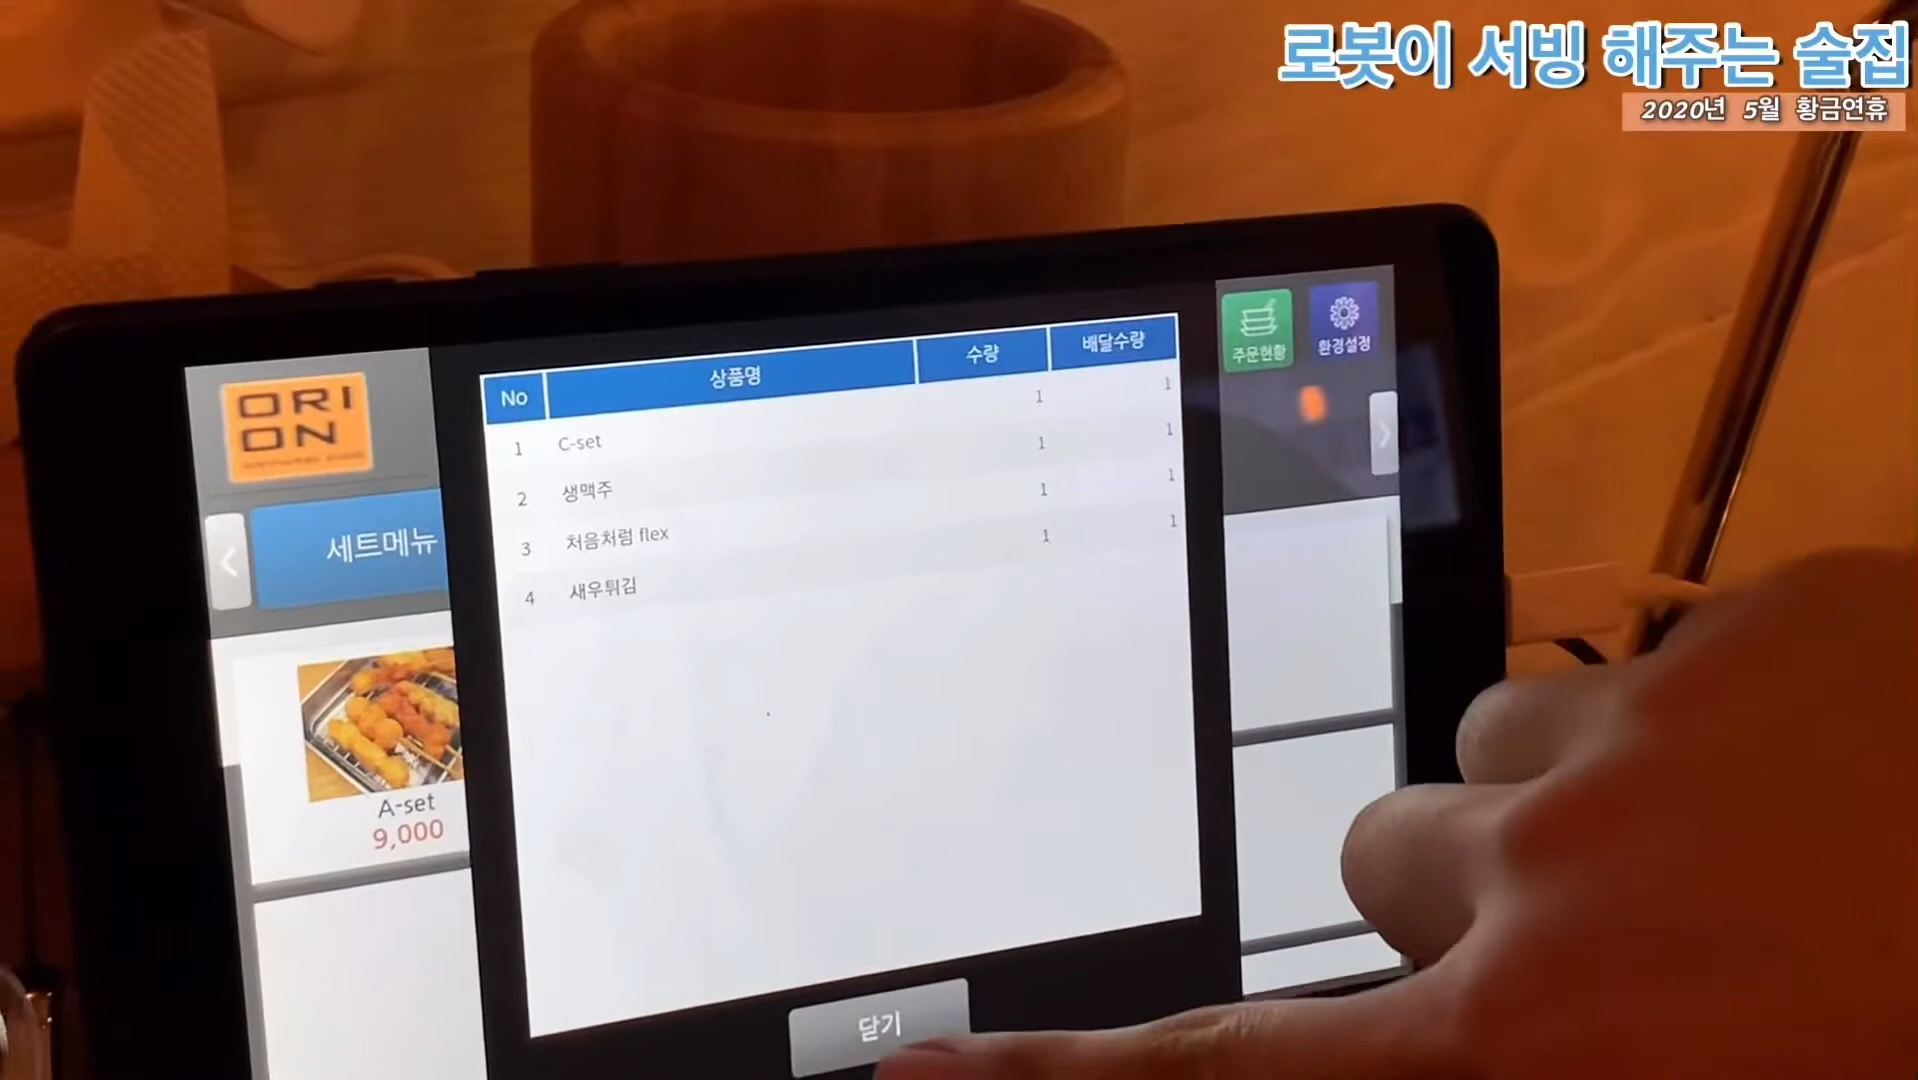 로봇이 서빙 해주는 술집
2020년 5월 황금연휴
ORI
ON
주문현황
환경설정
No 상품명 수량 배달수량
1 C-set 1 1
2 생맥주 1 1
3 처음처럼 flex 1 1
4 새우튀김 1 1
세트메뉴
A-set
9,000
닫기